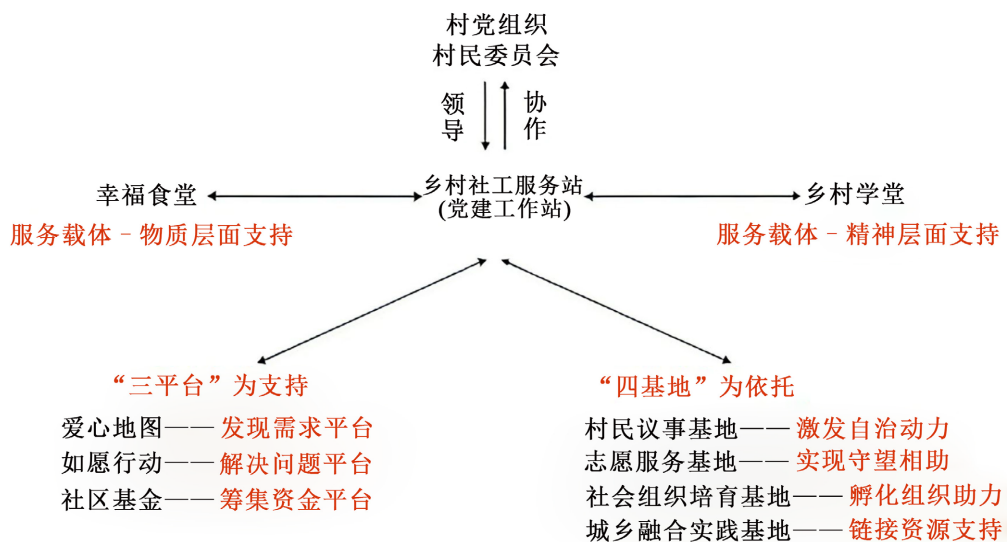 村党组织
村民委员会
领导
协作
幸福食堂
乡村社工服务站
(党建工作站)
乡村学堂
服务载体 - 物质层面支持
服务载体 - 精神层面支持
“三平台”为支持
爱心地图——发现需求平台
如愿行动——解决问题平台
社区基金——筹集资金平台
“四基地”为依托
村民议事基地——激发自治动力
志愿服务基地——实现守望相助
社会组织培育基地——孵化组织助力
城乡融合实践基地——链接资源支持